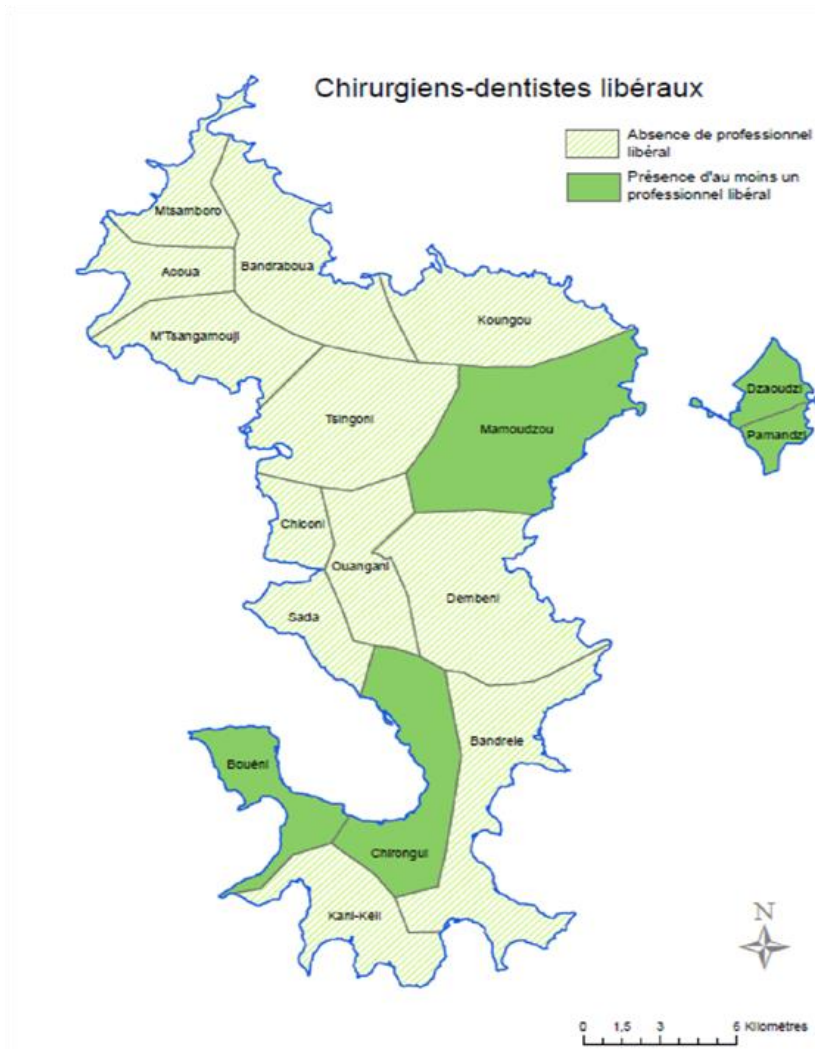 Chirurgiens-dentistes libéraux
Absence de professionnel
libéral
Présence d'au moins un
professionnel libéral
Mtsamboro
Acoua
Bandraboua
M'Tsangamouji
Koungou
Tsingoni
Mamoudzou
Dzaoudzi
Pamandzi
Chiconi
Ouangani
Sada
Dembeni
Bandrele
Bouéni
Chirongui
Kani-Kéli
N
0 1,5 3 6 Kilomètres